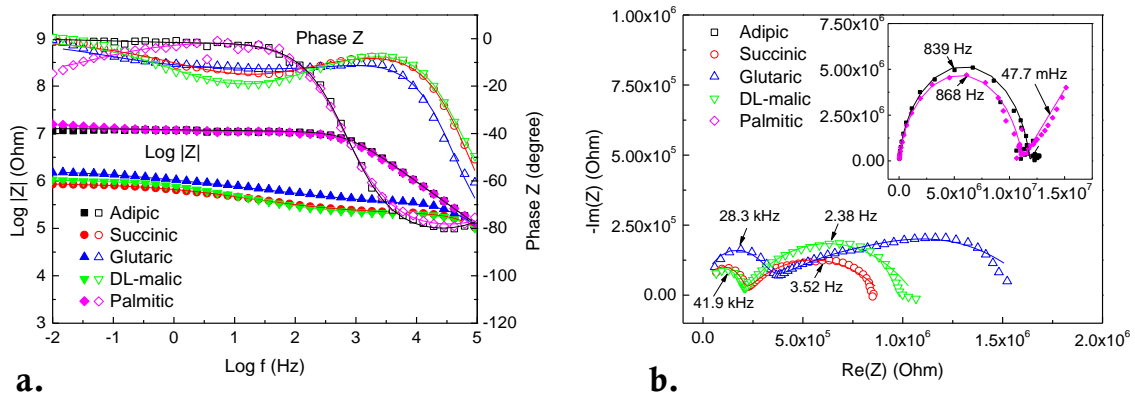 9
8
7
6
5
4
3
-2
-1
0
1
2
3
4
5
0
-20
-40
-60
-80
-100
-120
Log |Z| (Ohm)
Phase Z (degree)
Log f (Hz)
Phase Z
Log |Z|
Adipic
Succinic
Glutaric
DL-malic
Palmitic
a.
1.00x10⁶
7.50x10⁵
5.00x10⁵
2.50x10⁵
0.00
-Im(Z) (Ohm)
5.0x10⁵
1.0x10⁶
1.5x10⁶
2.0x10⁶
Re(Z) (Ohm)
Adipic
Succinic
Glutaric
DL-malic
Palmitic
28.3 kHz
2.38 Hz
41.9 kHz
3.52 Hz
7.50x10⁶
5.00x10⁶
2.50x10⁶
0.00
0.0
5.0x10⁶
1.0x10⁷
1.5x10⁷
839 Hz
868 Hz
47.7 mHz
b.